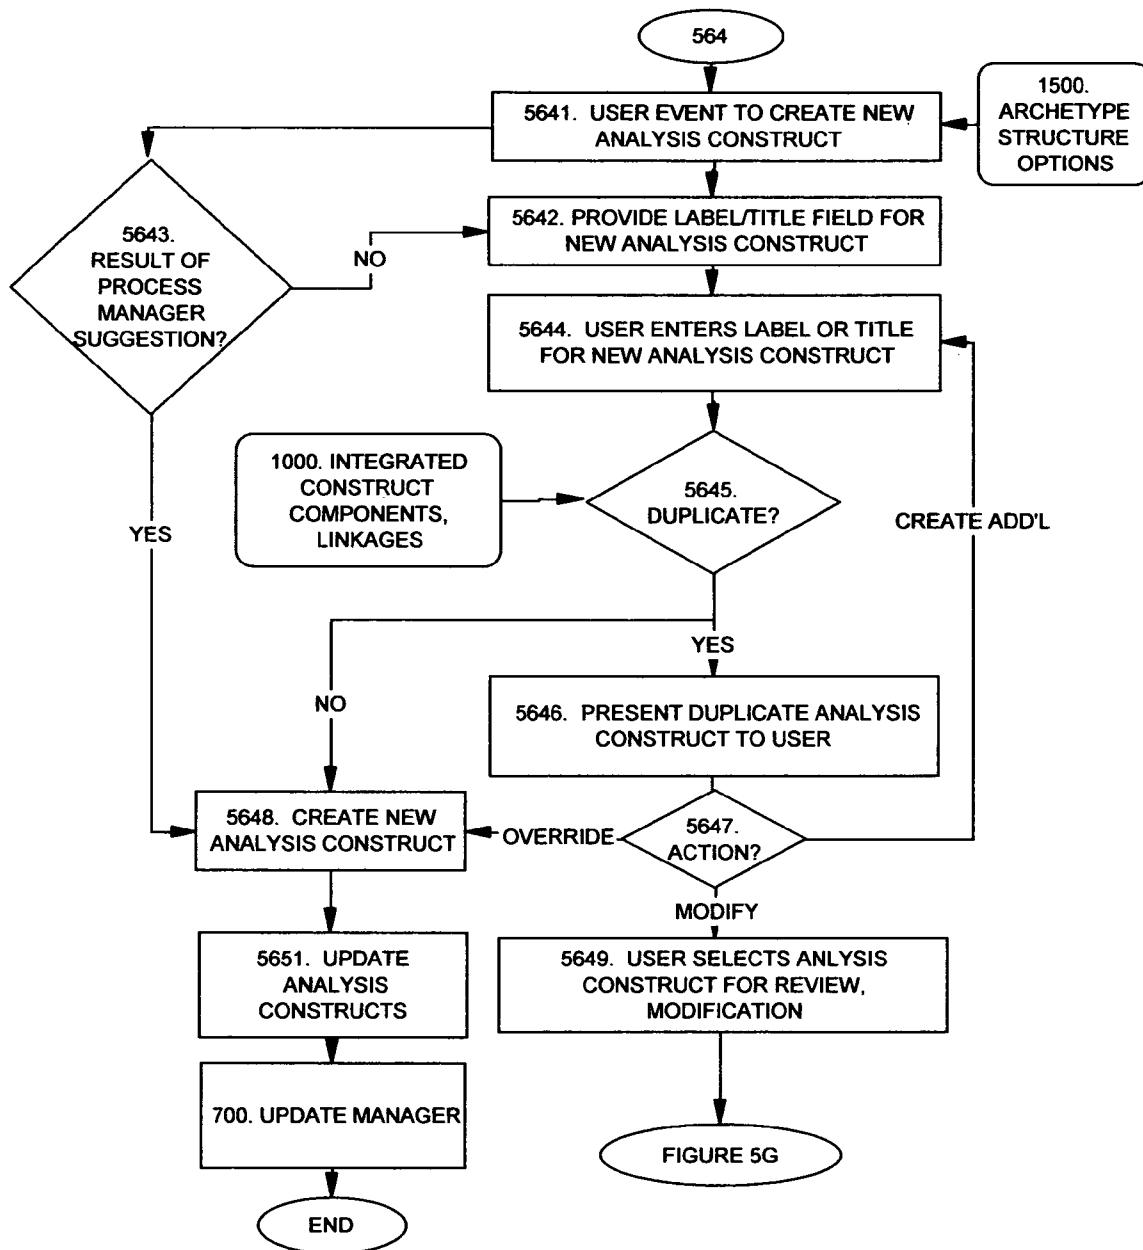 564
5641. USER EVENT TO CREATE NEW
ANALYSIS CONSTRUCT
1500.
ARCHETYPE
STRUCTURE
OPTIONS
5642. PROVIDE LABEL/TITLE FIELD FOR
NEW ANALYSIS CONSTRUCT
5643.
RESULT OF
PROCESS
MANAGER
SUGGESTION?
NO
5644. USER ENTERS LABEL OR TITLE
FOR NEW ANALYSIS CONSTRUCT
1000. INTEGRATED
CONSTRUCT
COMPONENTS,
LINKAGES
5645.
DUPLICATE?
YES
CREATE ADD'L
YES
NO
5646. PRESENT DUPLICATE ANALYSIS
CONSTRUCT TO USER
5648. CREATE NEW
ANALYSIS CONSTRUCT
OVERRIDE
5647.
ACTION?
MODIFY
5651. UPDATE
ANALYSIS
CONSTRUCTS
5649. USER SELECTS ANLYSIS
CONSTRUCT FOR REVIEW,
MODIFICATION
700. UPDATE MANAGER
FIGURE 5G
END